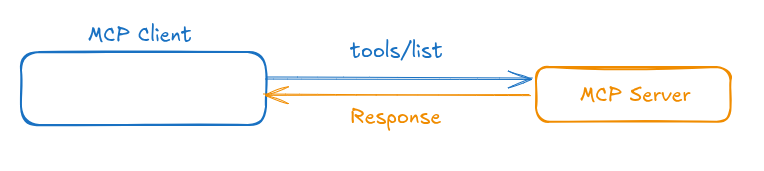 MCP Client
tools/list
MCP Server
Response